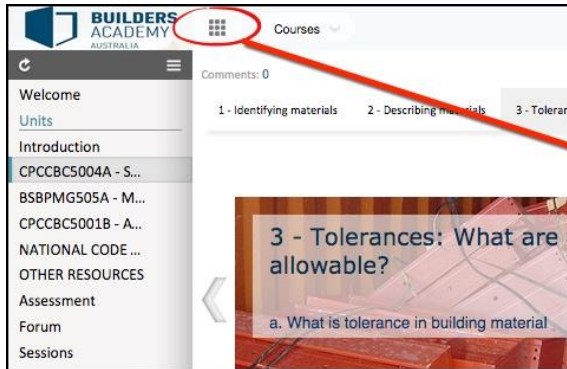 BUILDERS
ACADEMY
AUSTRALIA
Courses
Comments: 0
1 - Identifying materials
2 - Describing materials
3 - Toleran
Welcome
Units
Introduction
CPCCBC5004A - S...
BSBPMG505A - M...
CPCCBC5001B - A...
NATIONAL CODE ...
OTHER RESOURCES
Assessment
Forum
Sessions
3 - Tolerances: What are
allowable?
a. What is tolerance in building material